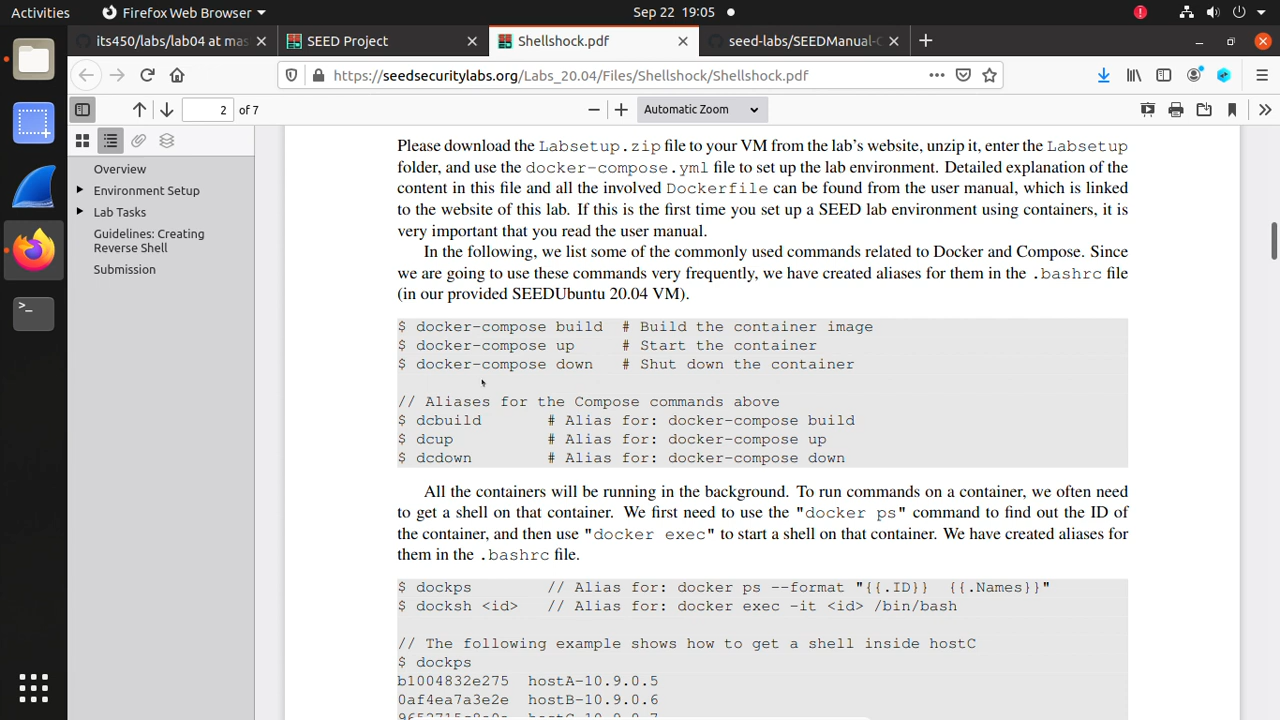 Activities
Firefox Web Browser
Sep 22 19:05
its450/labs/lab04 at mas
SEED Project
Shellshock.pdf
seed-labs/SEEDManual-C
https://seedsecuritylabs.org/Labs_20.04/Files/Shellshock/Shellshock.pdf
2 of 7
Automatic Zoom
Overview
Environment Setup
Lab Tasks
Guidelines: Creating
Reverse Shell
Submission
Please download the Labsetup.zip file to your VM from the lab's website, unzip it, enter the Labsetup
folder, and use the docker-compose.yml file to set up the lab environment. Detailed explanation of the
content in this file and all the involved Dockerfile can be found from the user manual, which is linked
to the website of this lab. If this is the first time you set up a SEED lab environment using containers, it is
very important that you read the user manual.
In the following, we list some of the commonly used commands related to Docker and Compose. Since
we are going to use these commands very frequently, we have created aliases for them in the .bashrc file
(in our provided SEEDUbuntu 20.04 VM).
$ docker-compose build # Build the container image
$ docker-compose up # Start the container
$ docker-compose down # Shut down the container
// Aliases for the Compose commands above
$ dcbuild # Alias for: docker-compose build
$ dcup # Alias for: docker-compose up
$ dcdown # Alias for: docker-compose down
All the containers will be running in the background. To run commands on a container, we often need
to get a shell on that container. We first need to use the "docker ps" command to find out the ID of
the container, and then use "docker exec" to start a shell on that container. We have created aliases for
them in the .bashrc file.
$ dockps // Alias for: docker ps --format "{{.ID}} {{.Names}}"
$ docksh <id> // Alias for: docker exec -it <id> /bin/bash
// The following example shows how to get a shell inside hostC
$ dockps
b1004832e275 hostA-10.9.0.5
0af4ea7a3e2e hostB-10.9.0.6